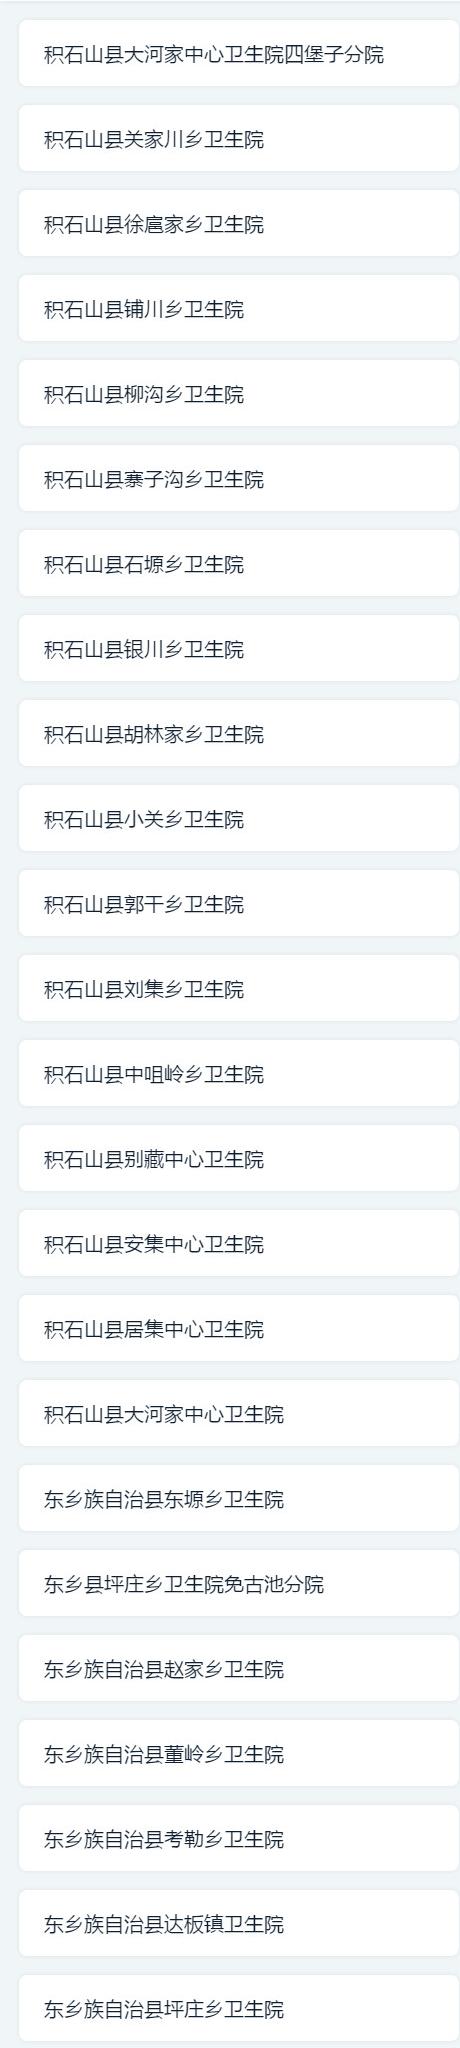 积石山县大河家中心卫生院四堡子分院
积石山县关家川乡卫生院
积石山县徐扈家乡卫生院
积石山县铺川乡卫生院
积石山县柳沟乡卫生院
积石山县寨子沟乡卫生院
积石山县石塬乡卫生院
积石山县银川乡卫生院
积石山县胡林家乡卫生院
积石山县小关乡卫生院
积石山县郭干乡卫生院
积石山县刘集乡卫生院
积石山县中咀岭乡卫生院
积石山县别藏中心卫生院
积石山县安集中心卫生院
积石山县居集中心卫生院
积石山县大河家中心卫生院
东乡族自治县东塬乡卫生院
东乡县坪庄乡卫生院免古池分院
东乡族自治县赵家乡卫生院
东乡族自治县董岭乡卫生院
东乡族自治县考勒乡卫生院
东乡族自治县达板镇卫生院
东乡族自治县坪庄乡卫生院